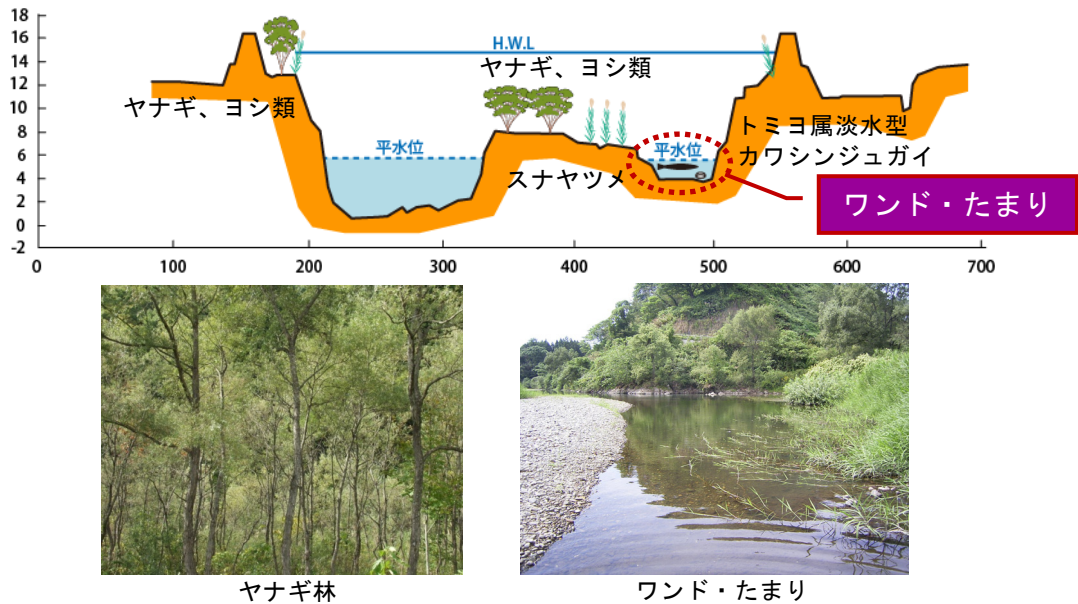 18
16
14
12
10
8
6
4
2
0
-2
H.W.L
ヤナギ、ヨシ類
ヤナギ、ヨシ類
平水位
平水位
トミヨ属淡水型
カワシンジュガイ
スナヤツメ
ワンド・たまり
0 100 200 300 400 500 600 700
ヤナギ林
ワンド・たまり